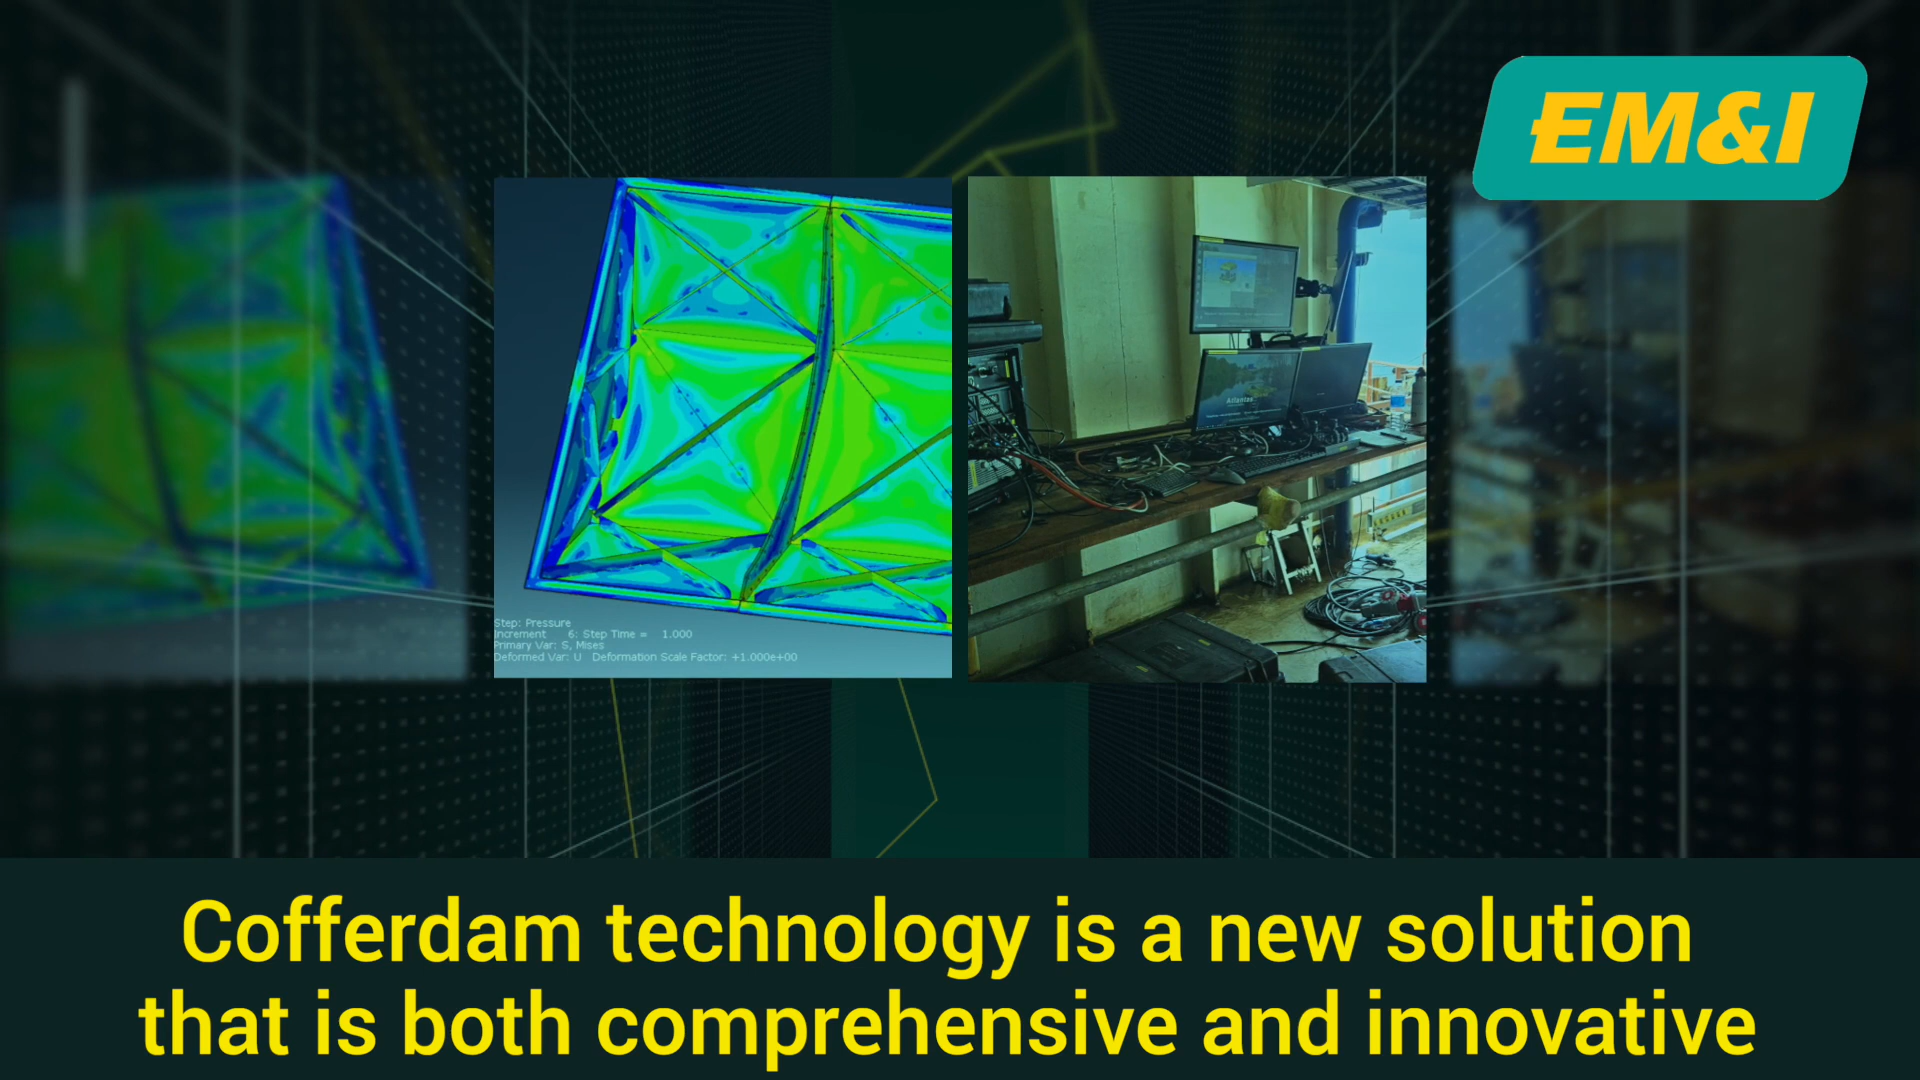 EM&I
Step: Pressure
Increment 6: Step Time = 1.000
Primary Var: S, Mises
Deformed Var: U Deformation Scale Factor: +1.000e+00
Atlantas
Cofferdam technology is a new solution
that is both comprehensive and innovative